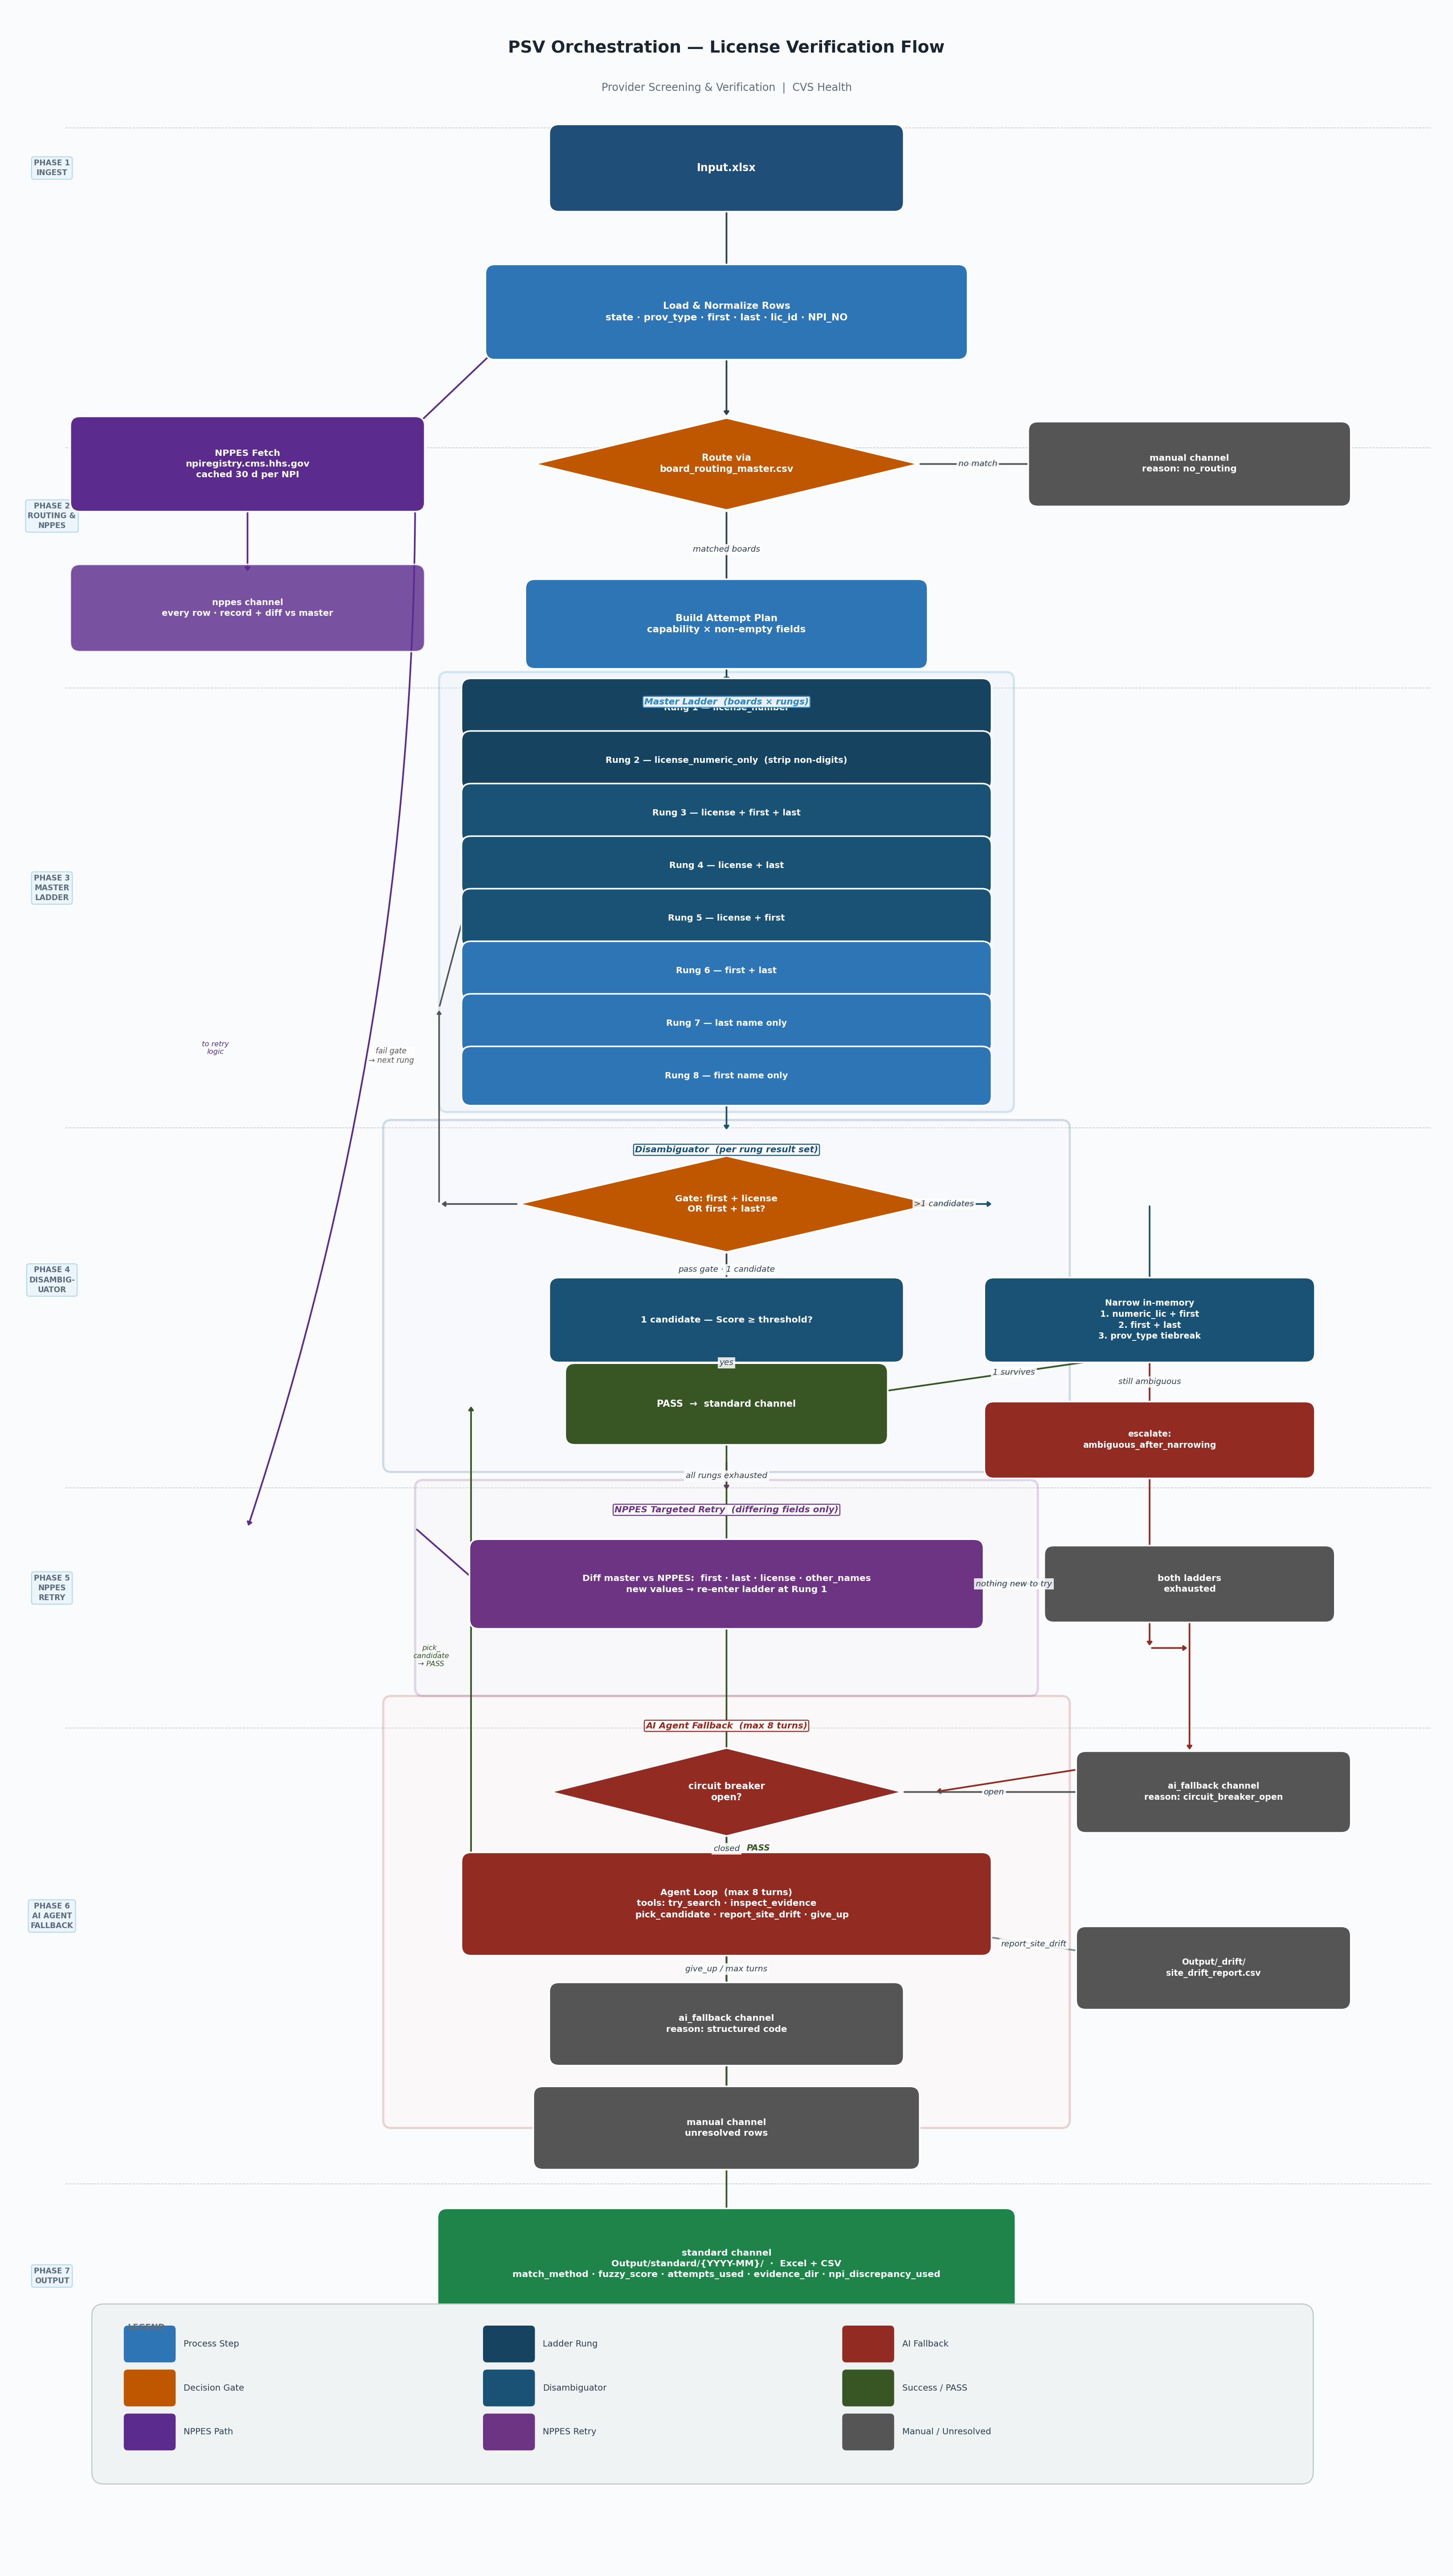 PSV Orchestration — License Verification Flow
Provider Screening & Verification | CVS Health
PHASE 1
INGEST
Input.xlsx
Load & Normalize Rows
state · prov_type · first · last · lic_id · NPI_NO
NPPES Fetch
npiregistry.cms.hhs.gov
cached 30 d per NPI
Route via
board_routing_master.csv
no match
manual channel
reason: no_routing
PHASE 2
ROUTING &
NPPES
matched boards
nppes channel
every row · record + diff vs master
Build Attempt Plan
capability × non-empty fields
Master Ladder (boards × rungs)
Rung 1 — license_number
Rung 2 — license_numeric_only (strip non-digits)
Rung 3 — license + first + last
Rung 4 — license + last
PHASE 3
MASTER
LADDER
Rung 5 — license + first
Rung 6 — first + last
Rung 7 — last name only
to retry
logic
fail gate
→ next rung
Rung 8 — first name only
Disambiguator (per rung result set)
Gate: first + license
OR first + last?
>1 candidates
pass gate · 1 candidate
PHASE 4
DISAMBIG-
UATOR
1 candidate — Score ≥ threshold?
Narrow in-memory
1. numeric_lic + first
2. first + last
3. prov_type tiebreak
yes
1 survives
still ambiguous
PASS → standard channel
escalate:
ambiguous_after_narrowing
all rungs exhausted
NPPES Targeted Retry (differing fields only)
PHASE 5
NPPES
RETRY
Diff master vs NPPES: first · last · license · other_names
new values → re-enter ladder at Rung 1
nothing new to try
both ladders
exhausted
pick_
candidate
→ PASS
AI Agent Fallback (max 8 turns)
circuit breaker
open?
open
ai_fallback channel
reason: circuit_breaker_open
closed
PASS
PHASE 6
AI AGENT
FALLBACK
Agent Loop (max 8 turns)
tools: try_search · inspect_evidence
pick_candidate · report_site_drift · give_up
report_site_drift
Output/_drift/
site_drift_report.csv
give_up / max turns
ai_fallback channel
reason: structured code
manual channel
unresolved rows
PHASE 7
OUTPUT
standard channel
Output/standard/{YYYY-MM}/ · Excel + CSV
match_method · fuzzy_score · attempts_used · evidence_dir · npi_discrepancy_used
LEGEND
Process Step
Ladder Rung
AI Fallback
Decision Gate
Disambiguator
Success / PASS
NPPES Path
NPPES Retry
Manual / Unresolved